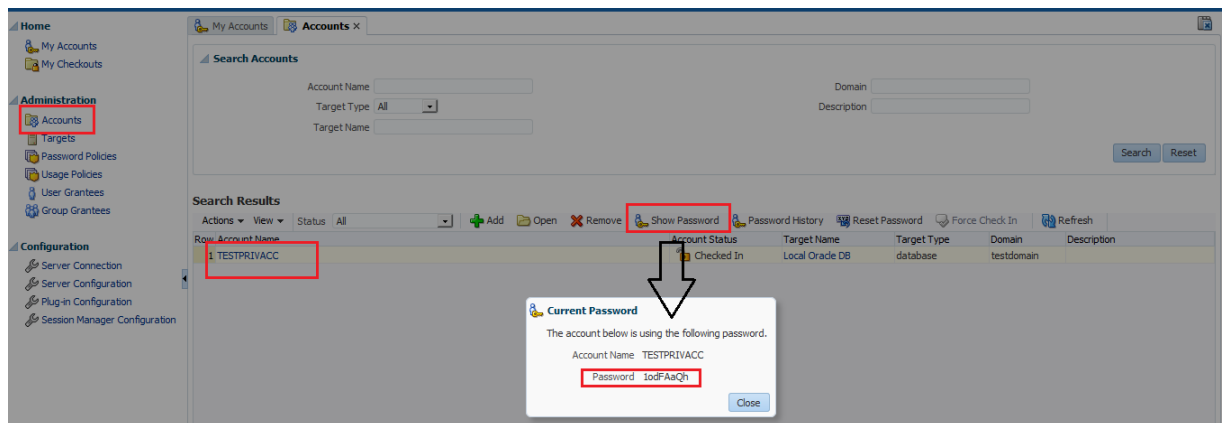 Home
My Accounts
My Checkouts
Administration
Accounts
Targets
Password Policies
Usage Policies
User Grantees
Group Grantees
Configuration
Server Connection
Server Configuration
Plug-in Configuration
Session Manager Configuration
My Accounts Accounts
Search Accounts
Account Name Domain
Target Type All Description
Target Name
Search Reset
Search Results
Actions View Status All Add Open Remove Show Password Password History Reset Password Force Check In Refresh
Row Account Name Account Status Target Name Target Type Domain Description
1 TESTPRIVACC Checked In Local Oracle DB database testdomain
Current Password
The account below is using the following password.
Account Name TESTPRIVACC
Password 1odFAaQh
Close